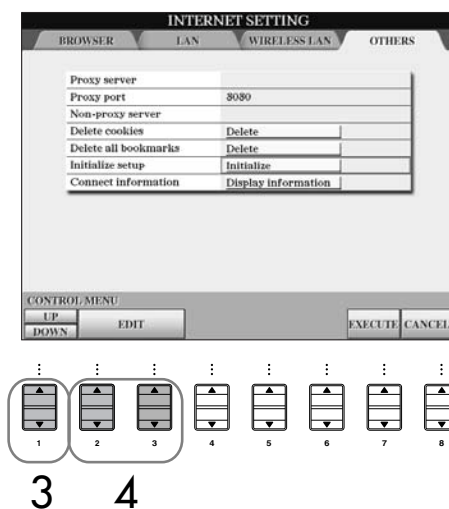 INTERNET SETTING
BROWSER LAN WIRELESS LAN OTHERS
Proxy server
Proxy port 8080
Non-proxy server
Delete cookies Delete
Delete all bookmarks Delete
Initialize setup Initialize
Connect information Display information
CONTROL MENU
UP
DOWN
EDIT EXECUTE CANCEL
1 2 3 4 5 6 7 8
3 4